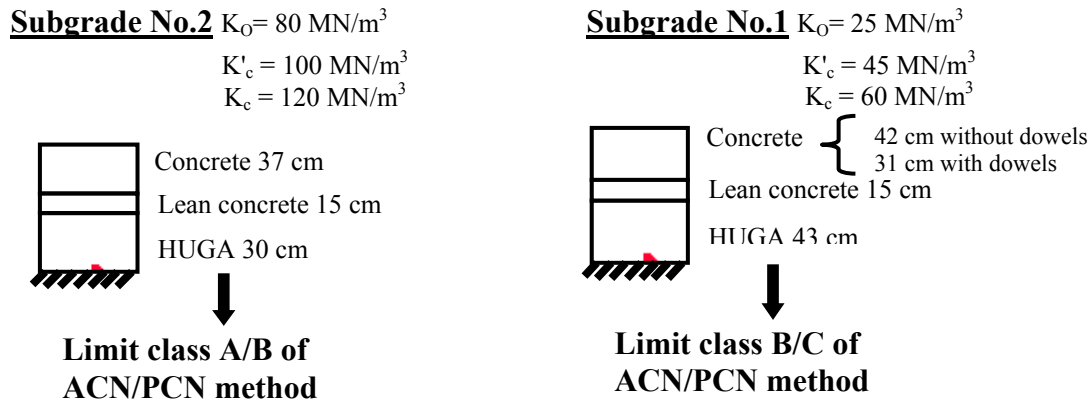 Subgrade No.2 K_O= 80 MN/m³
K'_c = 100 MN/m³
K_c = 120 MN/m³
Concrete 37 cm
Lean concrete 15 cm
HUGA 30 cm
Limit class A/B of
ACN/PCN method
Subgrade No.1 K_O = 25 MN/m³
K'_c = 45 MN/m³
K_c = 60 MN/m³
Concrete { 42 cm without dowels
31 cm with dowels
Lean concrete 15 cm
HUGA 43 cm
Limit class B/C of
ACN/PCN method